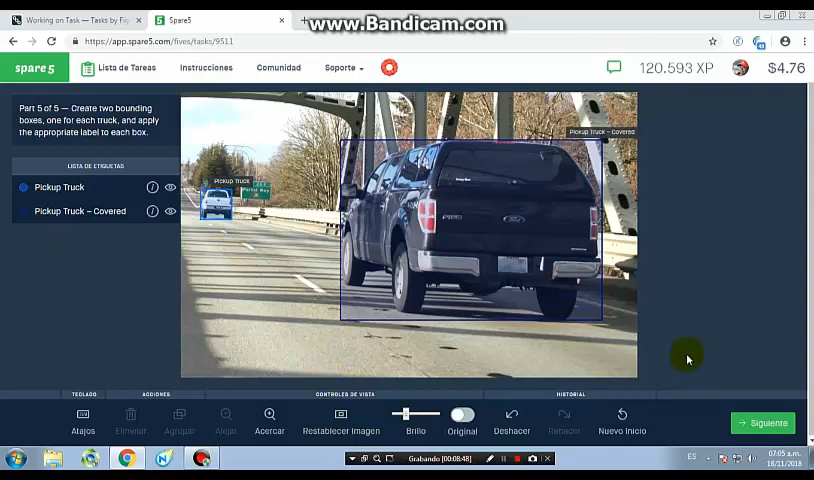 www.Bandicam.com
Working on Task — Tasks by Fig
Spare5
https://app.spare5.com/fives/tasks/9511
spare5
Lista de Tareas
Instrucciones
Comunidad
Soporte
120.593 XP
$4.76
Part 5 of 5 — Create two bounding
boxes, one for each truck, and apply
the appropriate label to each box.
LISTA DE ETIQUETAS
Pickup Truck
Pickup Truck – Covered
Pickup Truck – Covered
Pickup Truck
TECLADO
ACCIONES
CONTROLES DE VISTA
HISTORIAL
Atajos
Eliminar
Agrupar
Alejar
Acercar
Restablecer Imagen
Brillo
Original
Deshacer
Rehacer
Nuevo Inicio
Siguiente
Grabando [00:08:48]
ES
07:05 a.m.
18/11/2018